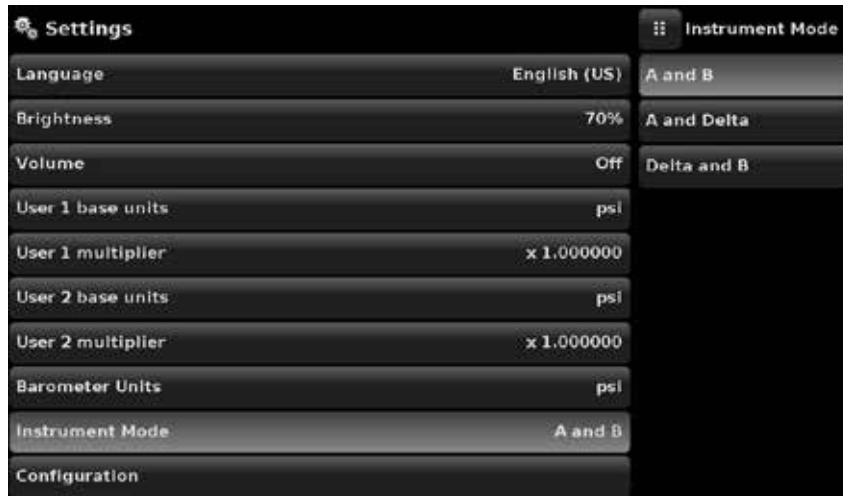 Settings
Language English (US)
Brightness 70%
Volume Off
User 1 base units psi
User 1 multiplier x 1.000000
User 2 base units psi
User 2 multiplier x 1.000000
Barometer Units psi
Instrument Mode A and B
Configuration
Instrument Mode
A and B
A and Delta
Delta and B